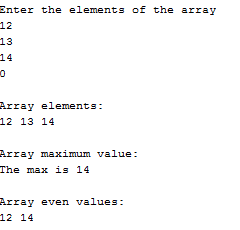 Enter the elements of the array
12
13
14
0
Array elements:
12 13 14
Array maximum value:
The max is 14
Array even values:
12 14